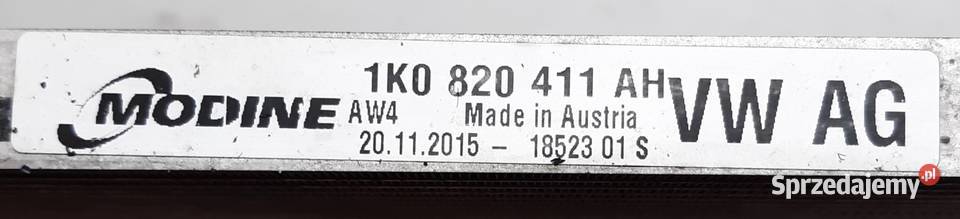 MODINE
1K0 820 411 AH
AW4 Made in Austria
20.11.2015 – 18523 01 S
VW AG
Sprzedajemy.pl